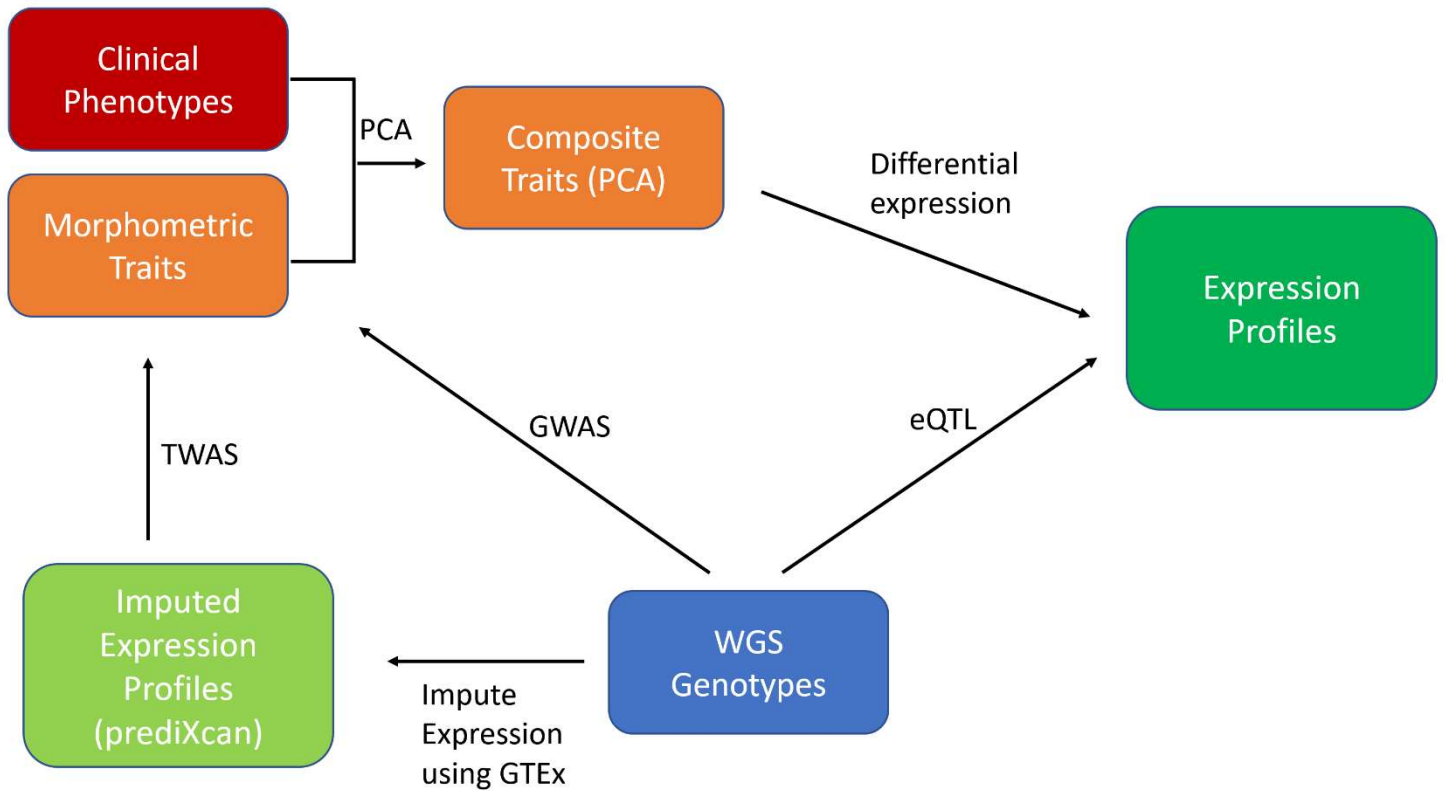 Clinical
Phenotypes
PCA
Composite
Traits (PCA)
Differential
expression
Morphometric
Traits
Expression
Profiles
GWAS
eQTL
TWAS
Imputed
Expression
Profiles
(prediXcan)
WGS
Genotypes
Impute
Expression
using GTEx